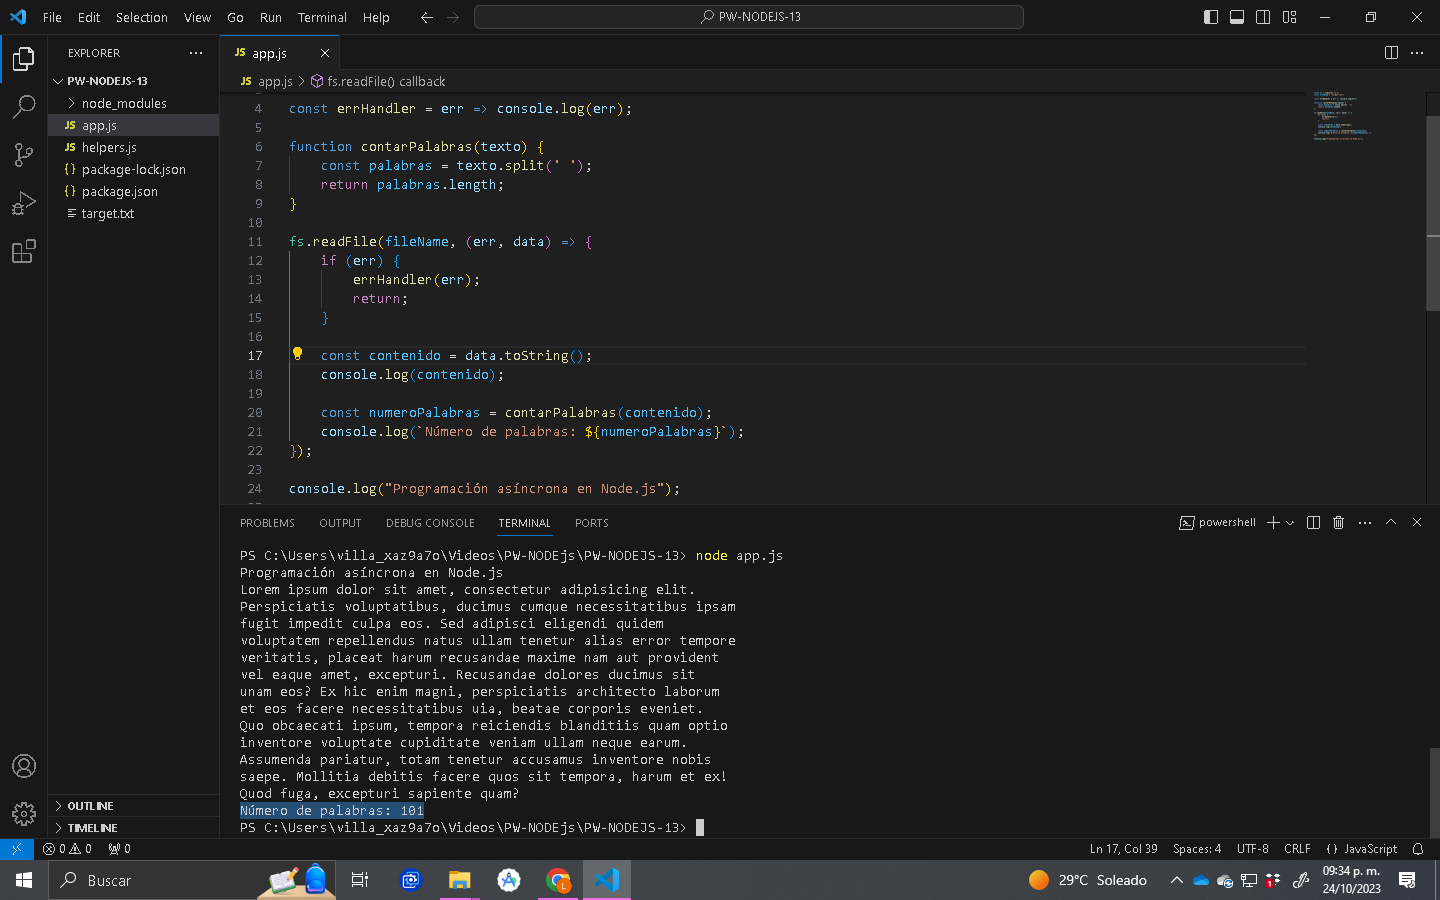 File Edit Selection View Go Run Terminal Help
PW-NODEJS-13
EXPLORER
PW-NODEJS-13
node_modules
JS app.js
JS helpers.js
{} package-lock.json
{} package.json
target.txt
OUTLINE
TIMELINE
JS app.js
JS app.js > fs.readFile() callback
4 const errHandler = err => console.log(err);
5
6 function contarPalabras(texto) {
7 const palabras = texto.split(' ');
8 return palabras.length;
9 }
10
11 fs.readFile(fileName, (err, data) => {
12 if (err) {
13 errHandler(err);
14 return;
15 }
16
17 const contenido = data.toString();
18 console.log(contenido);
19
20 const numeroPalabras = contarPalabras(contenido);
21 console.log(`Número de palabras: ${numeroPalabras}`);
22 });
23
24 console.log("Programación asíncrona en Node.js");
PROBLEMS OUTPUT DEBUG CONSOLE TERMINAL PORTS
powershell
PS C:\Users\villa_xaz9a7o\Videos\PW-NODEjs\PW-NODEJS-13> node app.js
Programación asíncrona en Node.js
Lorem ipsum dolor sit amet, consectetur adipisicing elit.
Perspiciatis voluptatibus, ducimus cumque necessitatibus ipsam
fugit impedit culpa eos. Sed adipisci eligendi quidem
voluptatem repellendus natus ullam tenetur alias error tempore
veritatis, placeat harum recusandae maxime nam aut provident
vel eaque amet, excepturi. Recusandae dolores ducimus sit
unam eos? Ex hic enim magni, perspiciatis architecto laborum
et eos facere necessitatibus uia, beatae corporis eveniet.
Quo obcaecati ipsum, tempora reiciendis blanditiis quam optio
inventore voluptate cupiditate veniam ullam neque earum.
Assumenda pariatur, totam tenetur accusamus inventore nobis
saepe. Mollitia debitis facere quos sit tempora, harum et ex!
Quod fuga, excepturi sapiente quam?
Número de palabras: 101
PS C:\Users\villa_xaz9a7o\Videos\PW-NODEjs\PW-NODEJS-13>
0 0 0
Ln 17, Col 39 Spaces: 4 UTF-8 CRLF {} JavaScript
Buscar
29°C Soleado
09:34 p. m.
24/10/2023